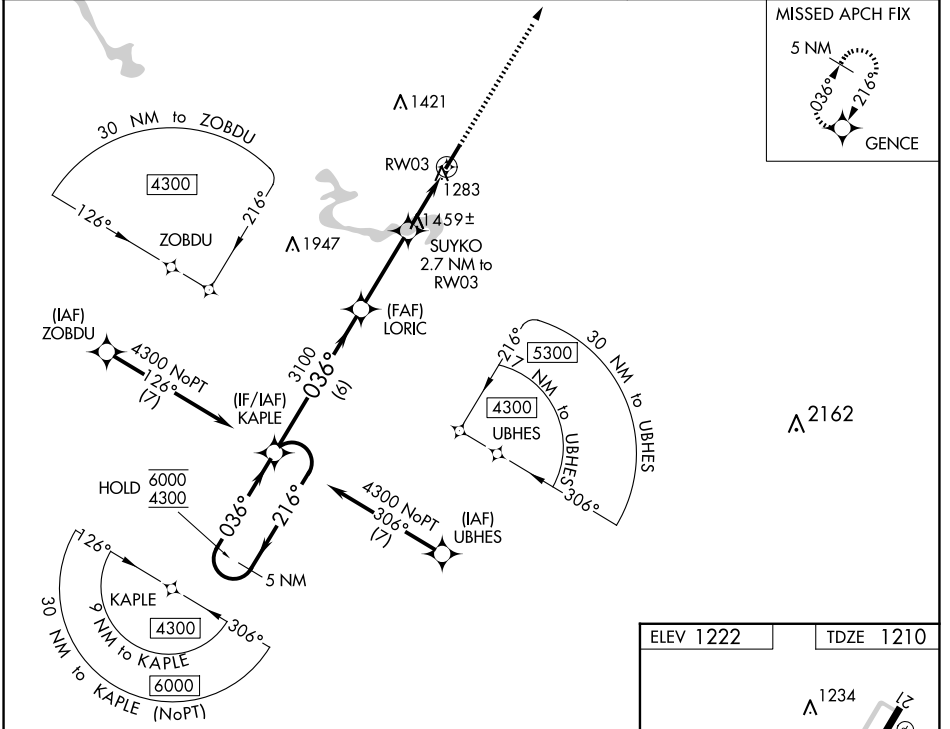 MISSED APCH FIX
5 NM
036°
216°
GENCE
1421
RW03
1283
1459±
SUYKO
2.7 NM to
RW03
30 NM to ZOBDU
4300
126°
216°
ZOBDU
1947
(FAF)
LORIC
(IAF)
ZOBDU
4300 NoPT
126°
(7)
3100
036°
(6)
(IF/IAF)
KAPLE
216°
5300
30 NM to UBHES
17 NM to UBHES
4300
UBHES
306°
2162
HOLD
6000
4300
036°
216°
5 NM
4300 NoPT
306°
(7)
(IAF)
UBHES
126°
KAPLE
4300
306°
9 NM to KAPLE
6000
30 NM to KAPLE (NoPT)
ELEV 1222
TDZE 1210
1234
21